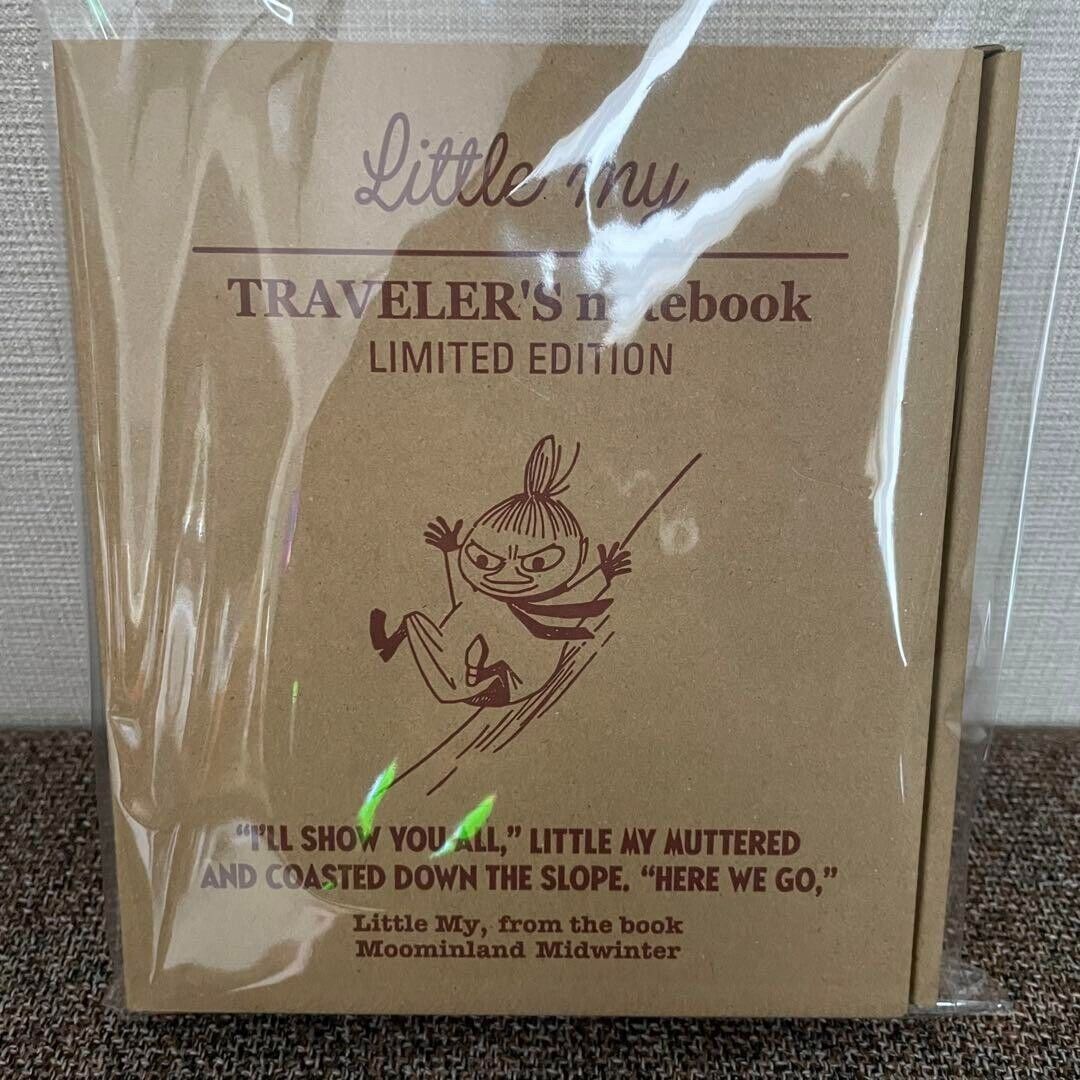 Little my
TRAVELER'S notebook
LIMITED EDITION
“I'LL SHOW YOU ALL,” LITTLE MY MUTTERED
AND COASTED DOWN THE SLOPE. “HERE WE GO,”
Little My, from the book
Moominland Midwinter